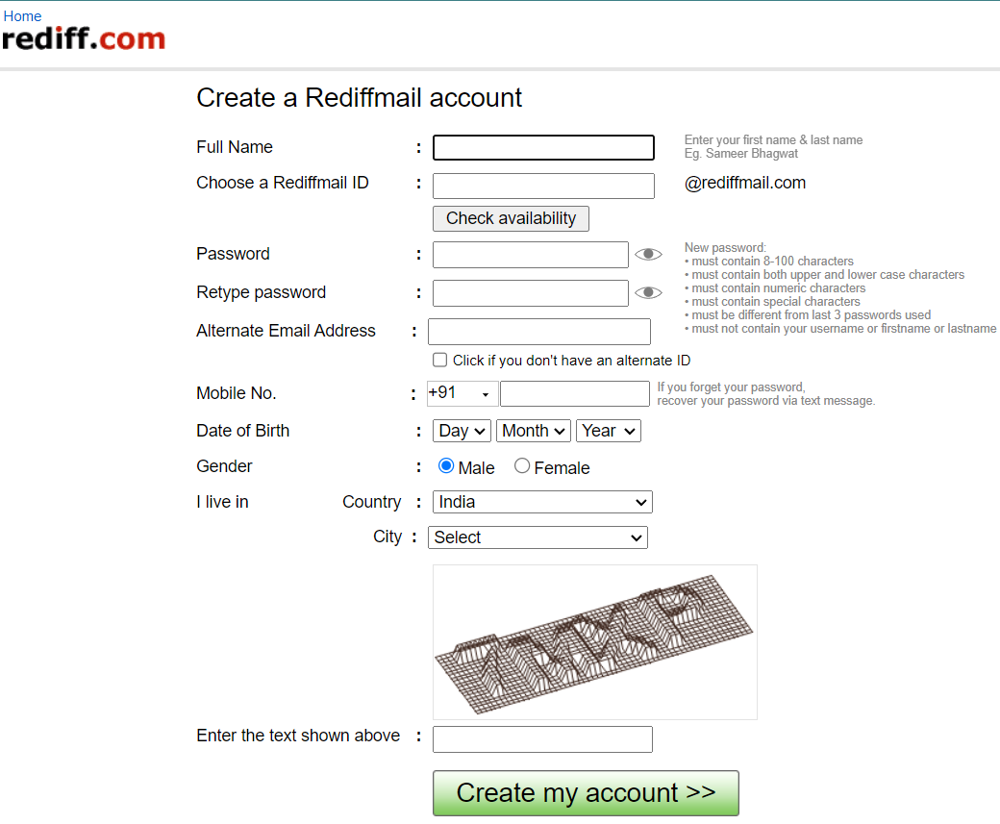 Home
rediff.com
Create a Rediffmail account
Full Name :
Enter your first name & last name
Eg. Sameer Bhagwat
Choose a Rediffmail ID : @rediffmail.com
Check availability
Password :
Retype password :
New password:
• must contain 8-100 characters
• must contain both upper and lower case characters
• must contain numeric characters
• must contain special characters
• must be different from last 3 passwords used
• must not contain your username or firstname or lastname
Alternate Email Address :
Click if you don't have an alternate ID
Mobile No. : +91
If you forget your password,
recover your password via text message.
Date of Birth : Day Month Year
Gender : Male Female
I live in Country : India
City : Select
Enter the text shown above :
Create my account >>